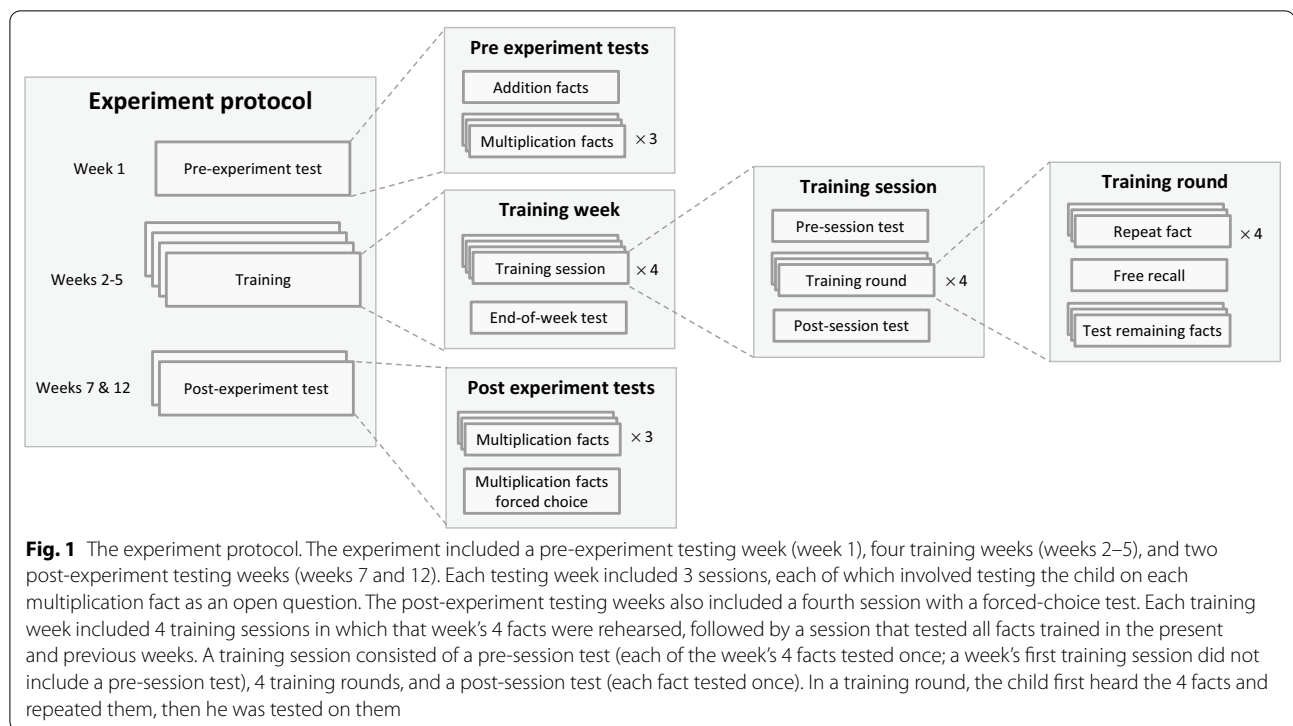 Experiment protocol
Week 1
Pre-experiment test
Weeks 2-5
Training
Weeks 7 & 12
Post-experiment test
Pre experiment tests
Addition facts
Multiplication facts
× 3
Training week
Training session
× 4
End-of-week test
Post experiment tests
Multiplication facts
× 3
Multiplication facts
forced choice
Training session
Pre-session test
Training round
× 4
Post-session test
Training round
Repeat fact
× 4
Free recall
Test remaining facts
Fig. 1 The experiment protocol. The experiment included a pre-experiment testing week (week 1), four training weeks (weeks 2–5), and two
post-experiment testing weeks (weeks 7 and 12). Each testing week included 3 sessions, each of which involved testing the child on each
multiplication fact as an open question. The post-experiment testing weeks also included a fourth session with a forced-choice test. Each training
week included 4 training sessions in which that week's 4 facts were rehearsed, followed by a session that tested all facts trained in the present
and previous weeks. A training session consisted of a pre-session test (each of the week's 4 facts tested once; a week's first training session did not
include a pre-session test), 4 training rounds, and a post-session test (each fact tested once). In a training round, the child first heard the 4 facts and
repeated them, then he was tested on them